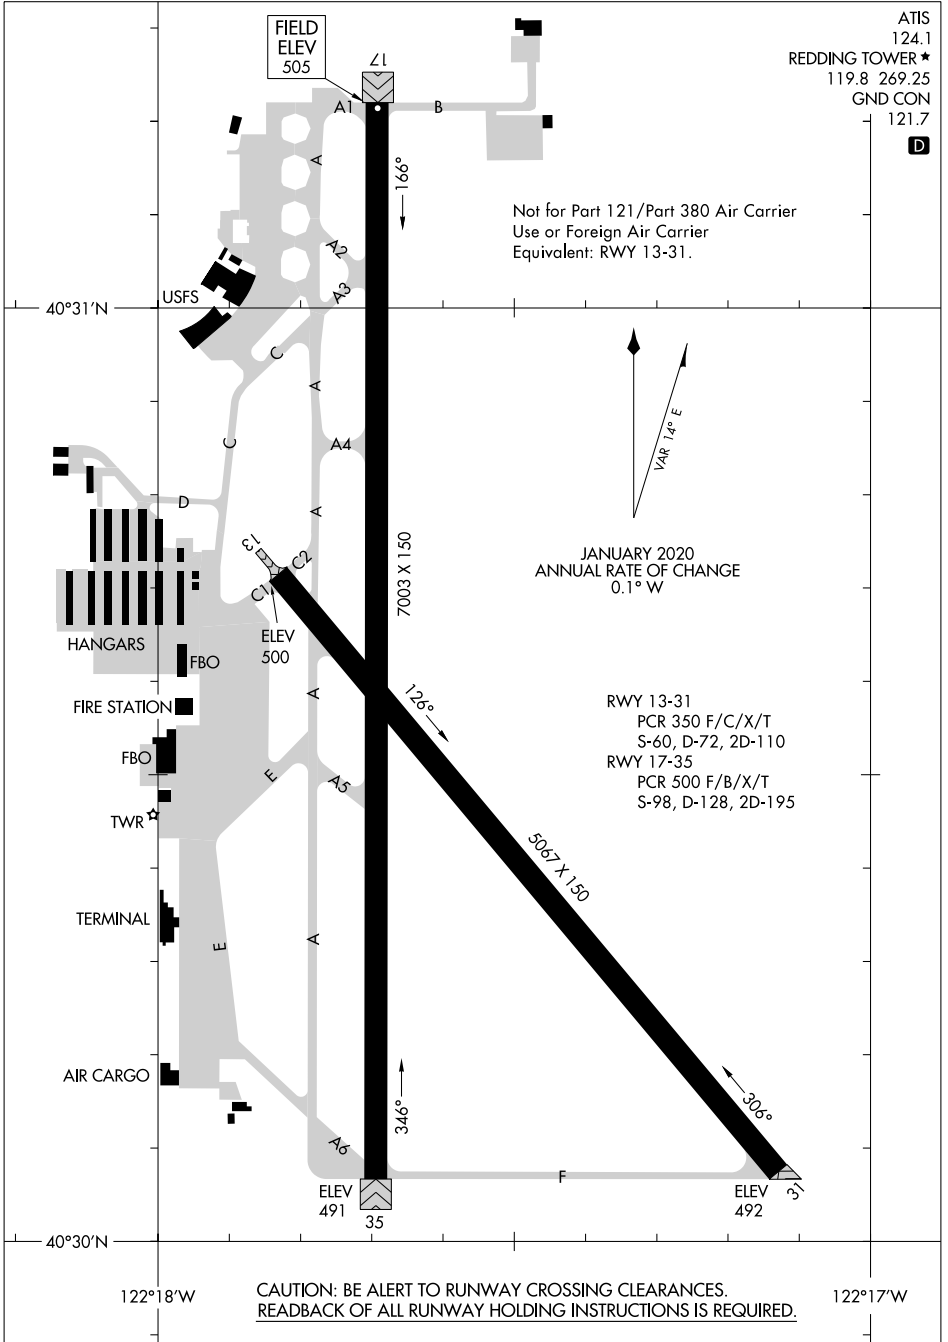 ATIS
124.1
REDDING TOWER ★
119.8 269.25
GND CON
121.7
D
FIELD
ELEV
505
17
A1
B
A
166°
Not for Part 121/Part 380 Air Carrier
Use or Foreign Air Carrier
Equivalent: RWY 13-31.
A2
A3
USFS
40°31'N
C
A
VAR 14° E
C
A4
D
A
13
C2
C1
7003 X 150
JANUARY 2020
ANNUAL RATE OF CHANGE
0.1° W
ELEV
500
HANGARS
FBO
A
126°
FIRE STATION
RWY 13-31
PCR 350 F/C/X/T
S-60, D-72, 2D-110
RWY 17-35
PCR 500 F/B/X/T
S-98, D-128, 2D-195
FBO
E
A5
TWR
5067 X 150
TERMINAL
E
A
AIR CARGO
346°
306°
A6
F
ELEV
491
35
ELEV
492
31
40°30'N
122°18'W
122°17'W
CAUTION: BE ALERT TO RUNWAY CROSSING CLEARANCES.
READBACK OF ALL RUNWAY HOLDING INSTRUCTIONS IS REQUIRED.